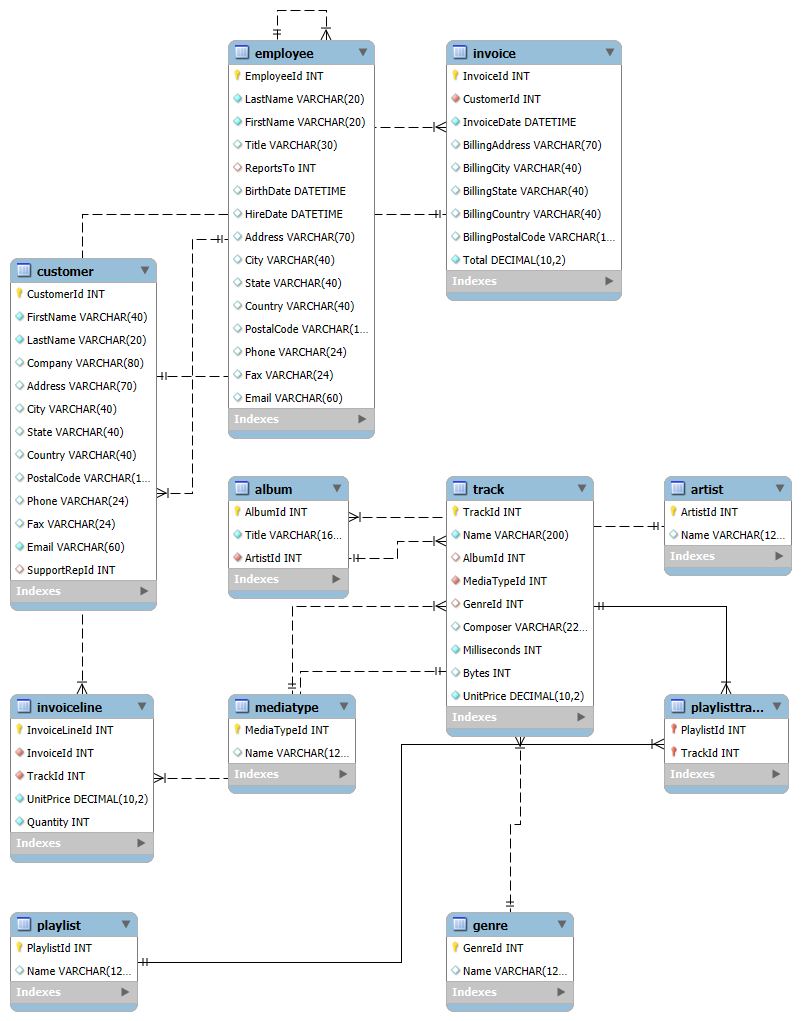 employee
EmployeeId INT
LastName VARCHAR(20)
FirstName VARCHAR(20)
Title VARCHAR(30)
ReportsTo INT
BirthDate DATETIME
HireDate DATETIME
Address VARCHAR(70)
City VARCHAR(40)
State VARCHAR(40)
Country VARCHAR(40)
PostalCode VARCHAR(1...
Phone VARCHAR(24)
Fax VARCHAR(24)
Email VARCHAR(60)
Indexes
invoice
InvoiceId INT
CustomerId INT
InvoiceDate DATETIME
BillingAddress VARCHAR(70)
BillingCity VARCHAR(40)
BillingState VARCHAR(40)
BillingCountry VARCHAR(40)
BillingPostalCode VARCHAR(1...
Total DECIMAL(10,2)
Indexes
customer
CustomerId INT
FirstName VARCHAR(40)
LastName VARCHAR(20)
Company VARCHAR(80)
Address VARCHAR(70)
City VARCHAR(40)
State VARCHAR(40)
Country VARCHAR(40)
PostalCode VARCHAR(1...
Phone VARCHAR(24)
Fax VARCHAR(24)
Email VARCHAR(60)
SupportRepId INT
Indexes
album
AlbumId INT
Title VARCHAR(16...
ArtistId INT
Indexes
track
TrackId INT
Name VARCHAR(200)
AlbumId INT
MediaTypeId INT
GenreId INT
Composer VARCHAR(22...
Milliseconds INT
Bytes INT
UnitPrice DECIMAL(10,2)
Indexes
artist
ArtistId INT
Name VARCHAR(12...
Indexes
invoiceline
InvoiceLineId INT
InvoiceId INT
TrackId INT
UnitPrice DECIMAL(10,2)
Quantity INT
Indexes
mediatype
MediaTypeId INT
Name VARCHAR(12...
Indexes
playlisttra...
PlaylistId INT
TrackId INT
Indexes
playlist
PlaylistId INT
Name VARCHAR(12...
Indexes
genre
GenreId INT
Name VARCHAR(12...
Indexes